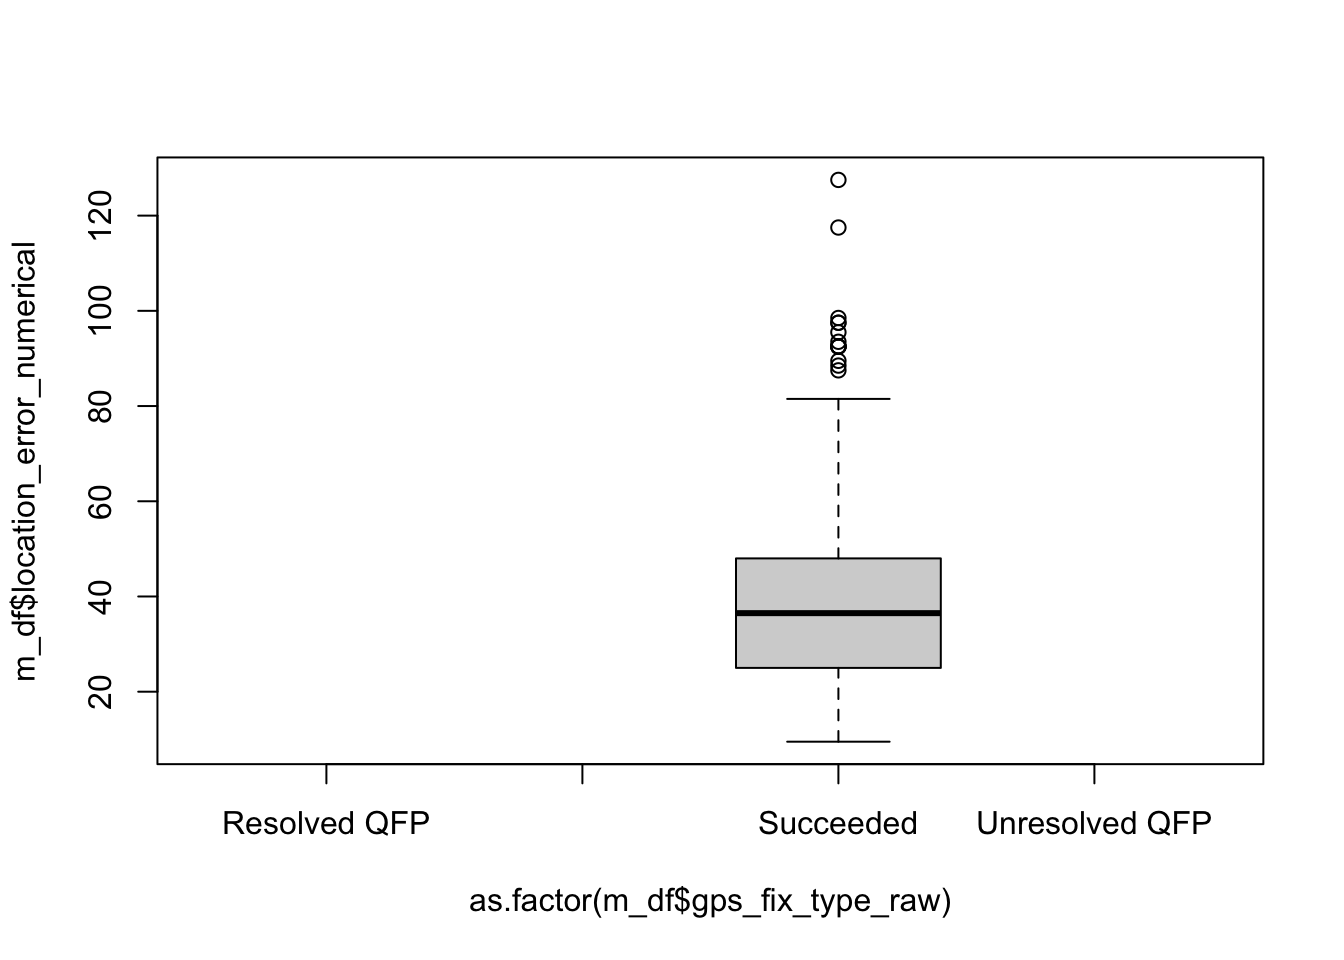 m_df$location_error_numerical
120
100
80
60
40
20
Resolved QFP Succeeded Unresolved QFP
as.factor(m_df$gps_fix_type_raw)